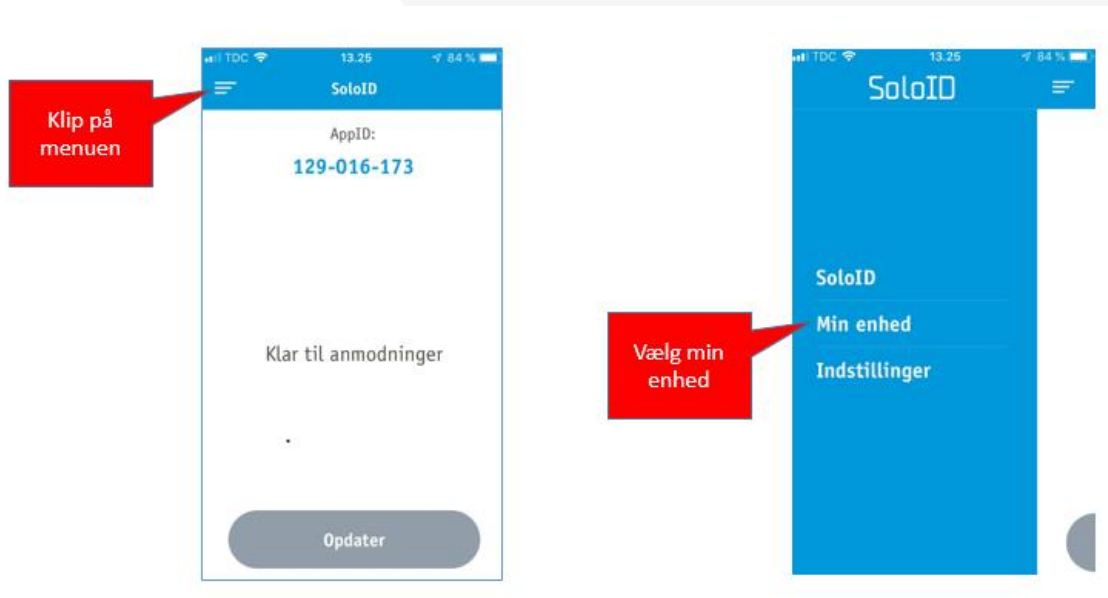 TDC 13.25 84 %
SoloID
Klip på
menuen
AppID:
129-016-173
Klar til anmodninger
.
Opdater
TDC 13.25 84 %
SoloID
SoloID
Min enhed
Vælg min
enhed
Indstillinger